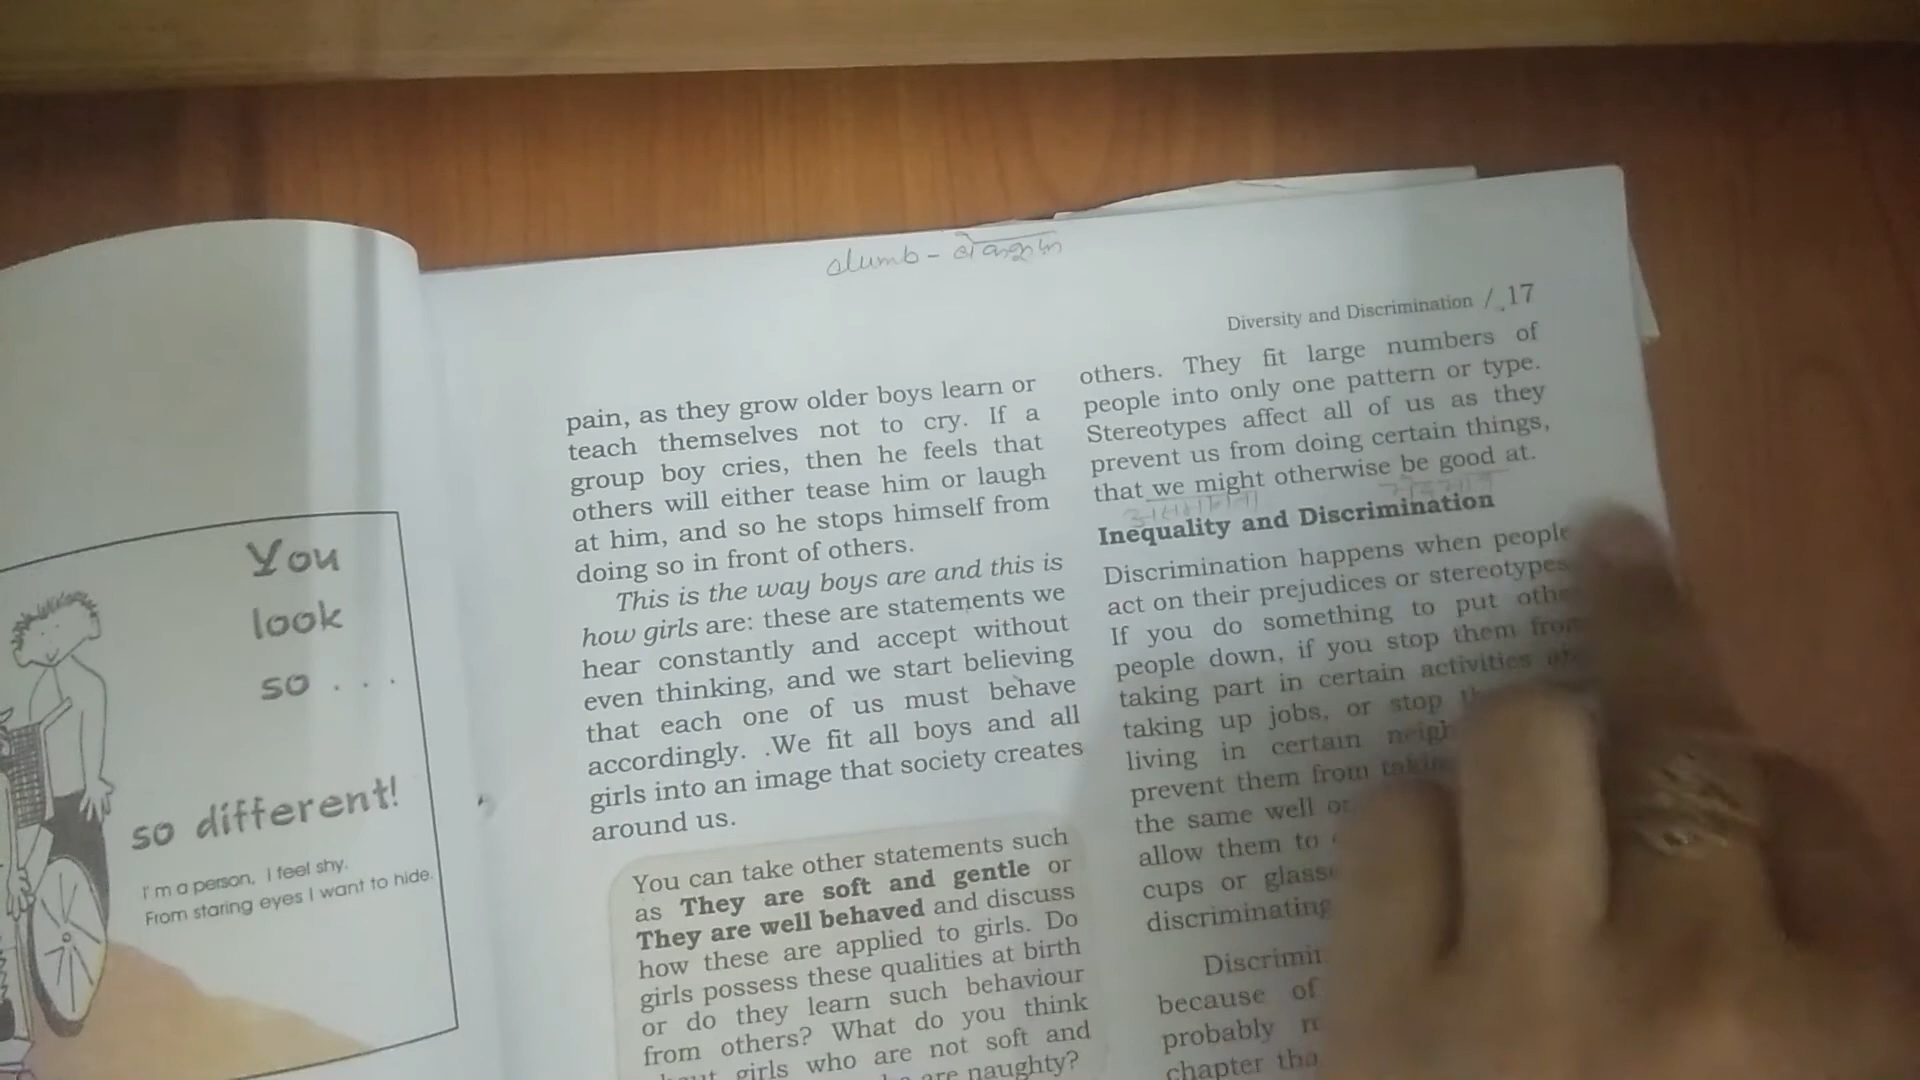 You
look
so . . .
so different!
I'm a person, I feel shy.
From staring eyes I want to hide.
Diversity and Discrimination / 17
pain, as they grow older boys learn or
teach themselves not to cry. If a
group boy cries, then he feels that
others will either tease him or laugh
at him, and so he stops himself from
doing so in front of others.
This is the way boys are and this is
how girls are: these are statements we
hear constantly and accept without
even thinking, and we start believing
that each one of us must behave
accordingly. .We fit all boys and all
girls into an image that society creates
around us.
You can take other statements such
as They are soft and gentle or
They are well behaved and discuss
how these are applied to girls. Do
girls possess these qualities at birth
or do they learn such behaviour
from others? What do you think
girls who are not soft and
are naughty?
others. They fit large numbers of
people into only one pattern or type.
Stereotypes affect all of us as they
prevent us from doing certain things,
that we might otherwise be good at.
Inequality and Discrimination
Discrimination happens when people
act on their prejudices or stereotypes
If you do something to put
people down, if you stop them from
taking part in certain activities
taking up jobs, or stop
living in certain
prevent them from
the same well
allow them to
cups or
discriminating
because of
probably
chapter